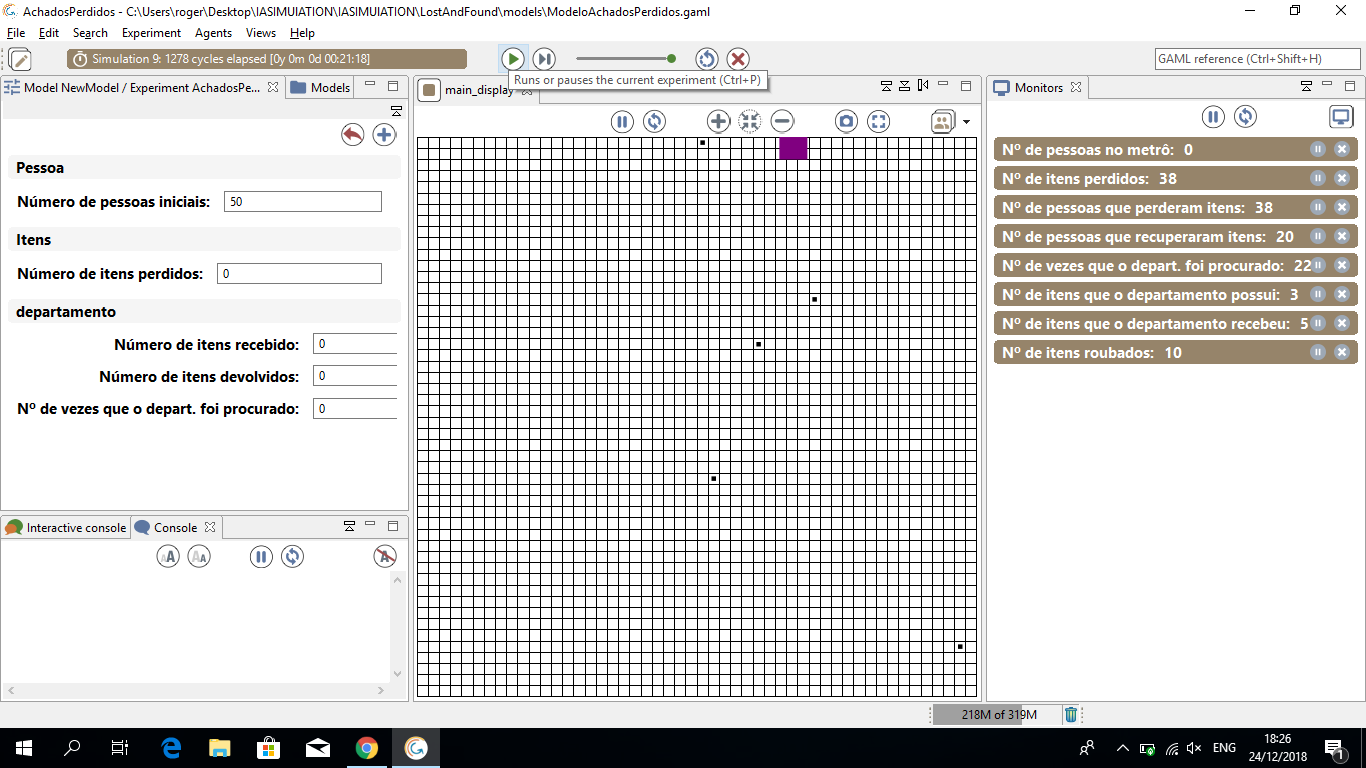 AchadosPerdidos - C:\Users\roger\Desktop\IASIMUlATION\IASIMUlATION\LostAndFound\models\ModeloAchadosPerdidos.gaml
File Edit Search Experiment Agents Views Help
Simulation 9: 1278 cycles elapsed [0y 0m 0d 00:21:18]
GAML reference (Ctrl+Shift+H)
Runs or pauses the current experiment (Ctrl+P)
Model NewModel / Experiment AchadosPe...
Models
Pessoa
Número de pessoas iniciais: 50
Itens
Número de itens perdidos: 0
departamento
Número de itens recebido: 0
Número de itens devolvidos: 0
Nº de vezes que o depart. foi procurado: 0
Interactive console
Console
main_display
Monitors
Nº de pessoas no metrô: 0
Nº de itens perdidos: 38
Nº de pessoas que perderam itens: 38
Nº de pessoas que recuperaram itens: 20
Nº de vezes que o depart. foi procurado: 22
Nº de itens que o departamento possui: 3
Nº de itens que o departamento recebeu: 5
Nº de itens roubados: 10
218M of 319M
ENG
18:26
24/12/2018
1